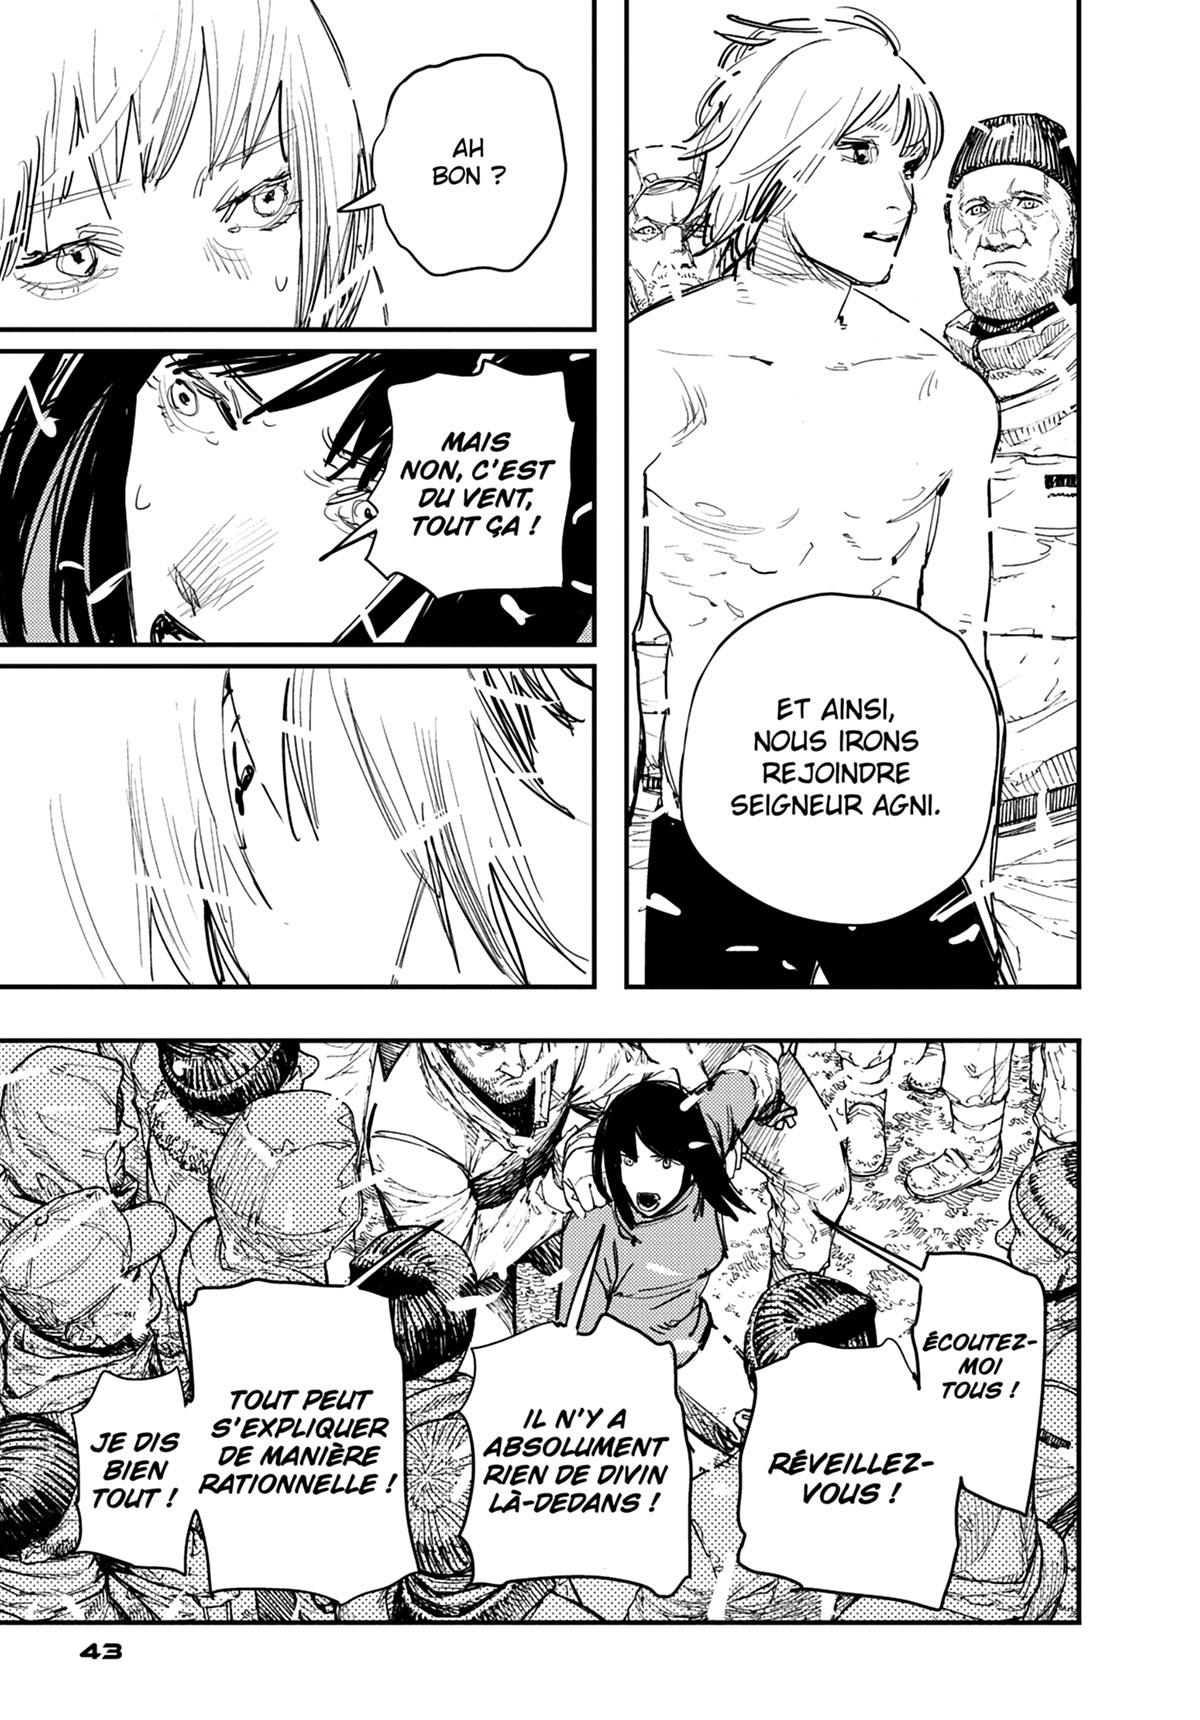 ET AINSI,
NOUS IRONS
REJOINDRE
SEIGNEUR AGNI.
AH
BON ?
MAIS
NON, C'EST
DU VENT,
TOUT ÇA !
ÉCOUTEZ-
MOI
TOUS !
RÉVEILLEZ-
VOUS !
IL N'Y A
ABSOLUMENT
RIEN DE DIVIN
LÀ-DEDANS !
TOUT PEUT
S'EXPLIQUER
DE MANIÈRE
RATIONNELLE !
JE DIS
BIEN
TOUT !
43